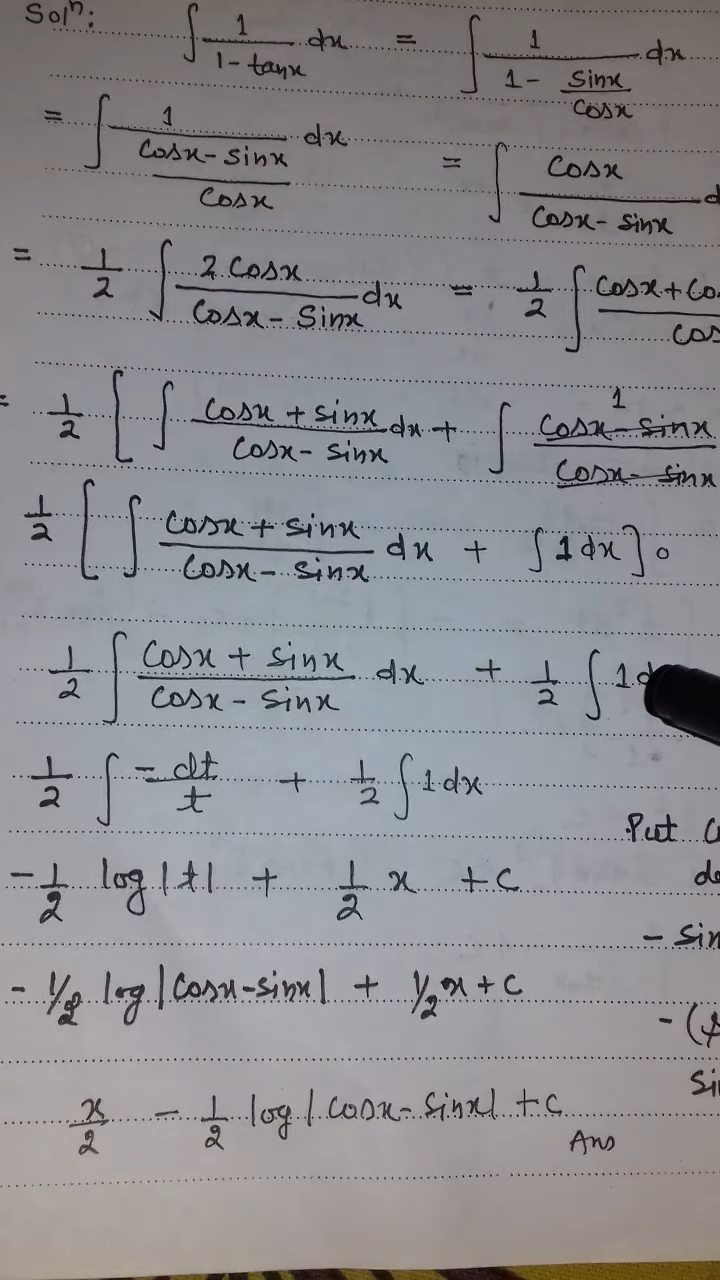 Solⁿ: ∫ 1/(1 - tanx) dx = ∫ 1/(1 - sinx/cosx) dx
= ∫ 1/((cosx - sinx)/cosx) dx = ∫ cosx/(cosx - sinx) d
= 1/2 ∫ 2cosx/(cosx - sinx) dx = 1/2 ∫ cosx + co / cos
= 1/2 [ ∫ (cosx + sinx)/(cosx - sinx) dx + ∫ 1 (cosx - sinx)/(cosx - sinx)
1/2 [ ∫ (cosx + sinx)/(cosx - sinx) dx + ∫ 1 dx ] o
1/2 ∫ (cosx + sinx)/(cosx - sinx) dx + 1/2 ∫ 1 d
1/2 ∫ -dt/t + 1/2 ∫ 1 dx
Put C
-1/2 log|t| + 1/2 x + c
d
- sin
- 1/2 log|cosx - sinx| + 1/2 x + c
- (
Sin
x/2 - 1/2 log|cosx - sinx| + c
Ans